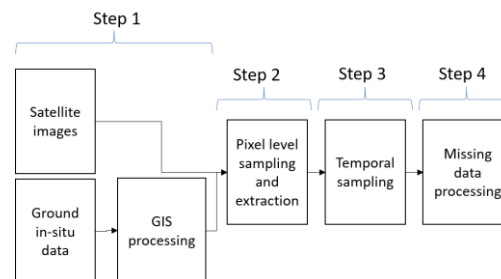 Step 1
Step 2
Step 3
Step 4
Satellite
images
Pixel level
sampling
and
extraction
Temporal
sampling
Missing
data
processing
Ground
in-situ
data
GIS
processing